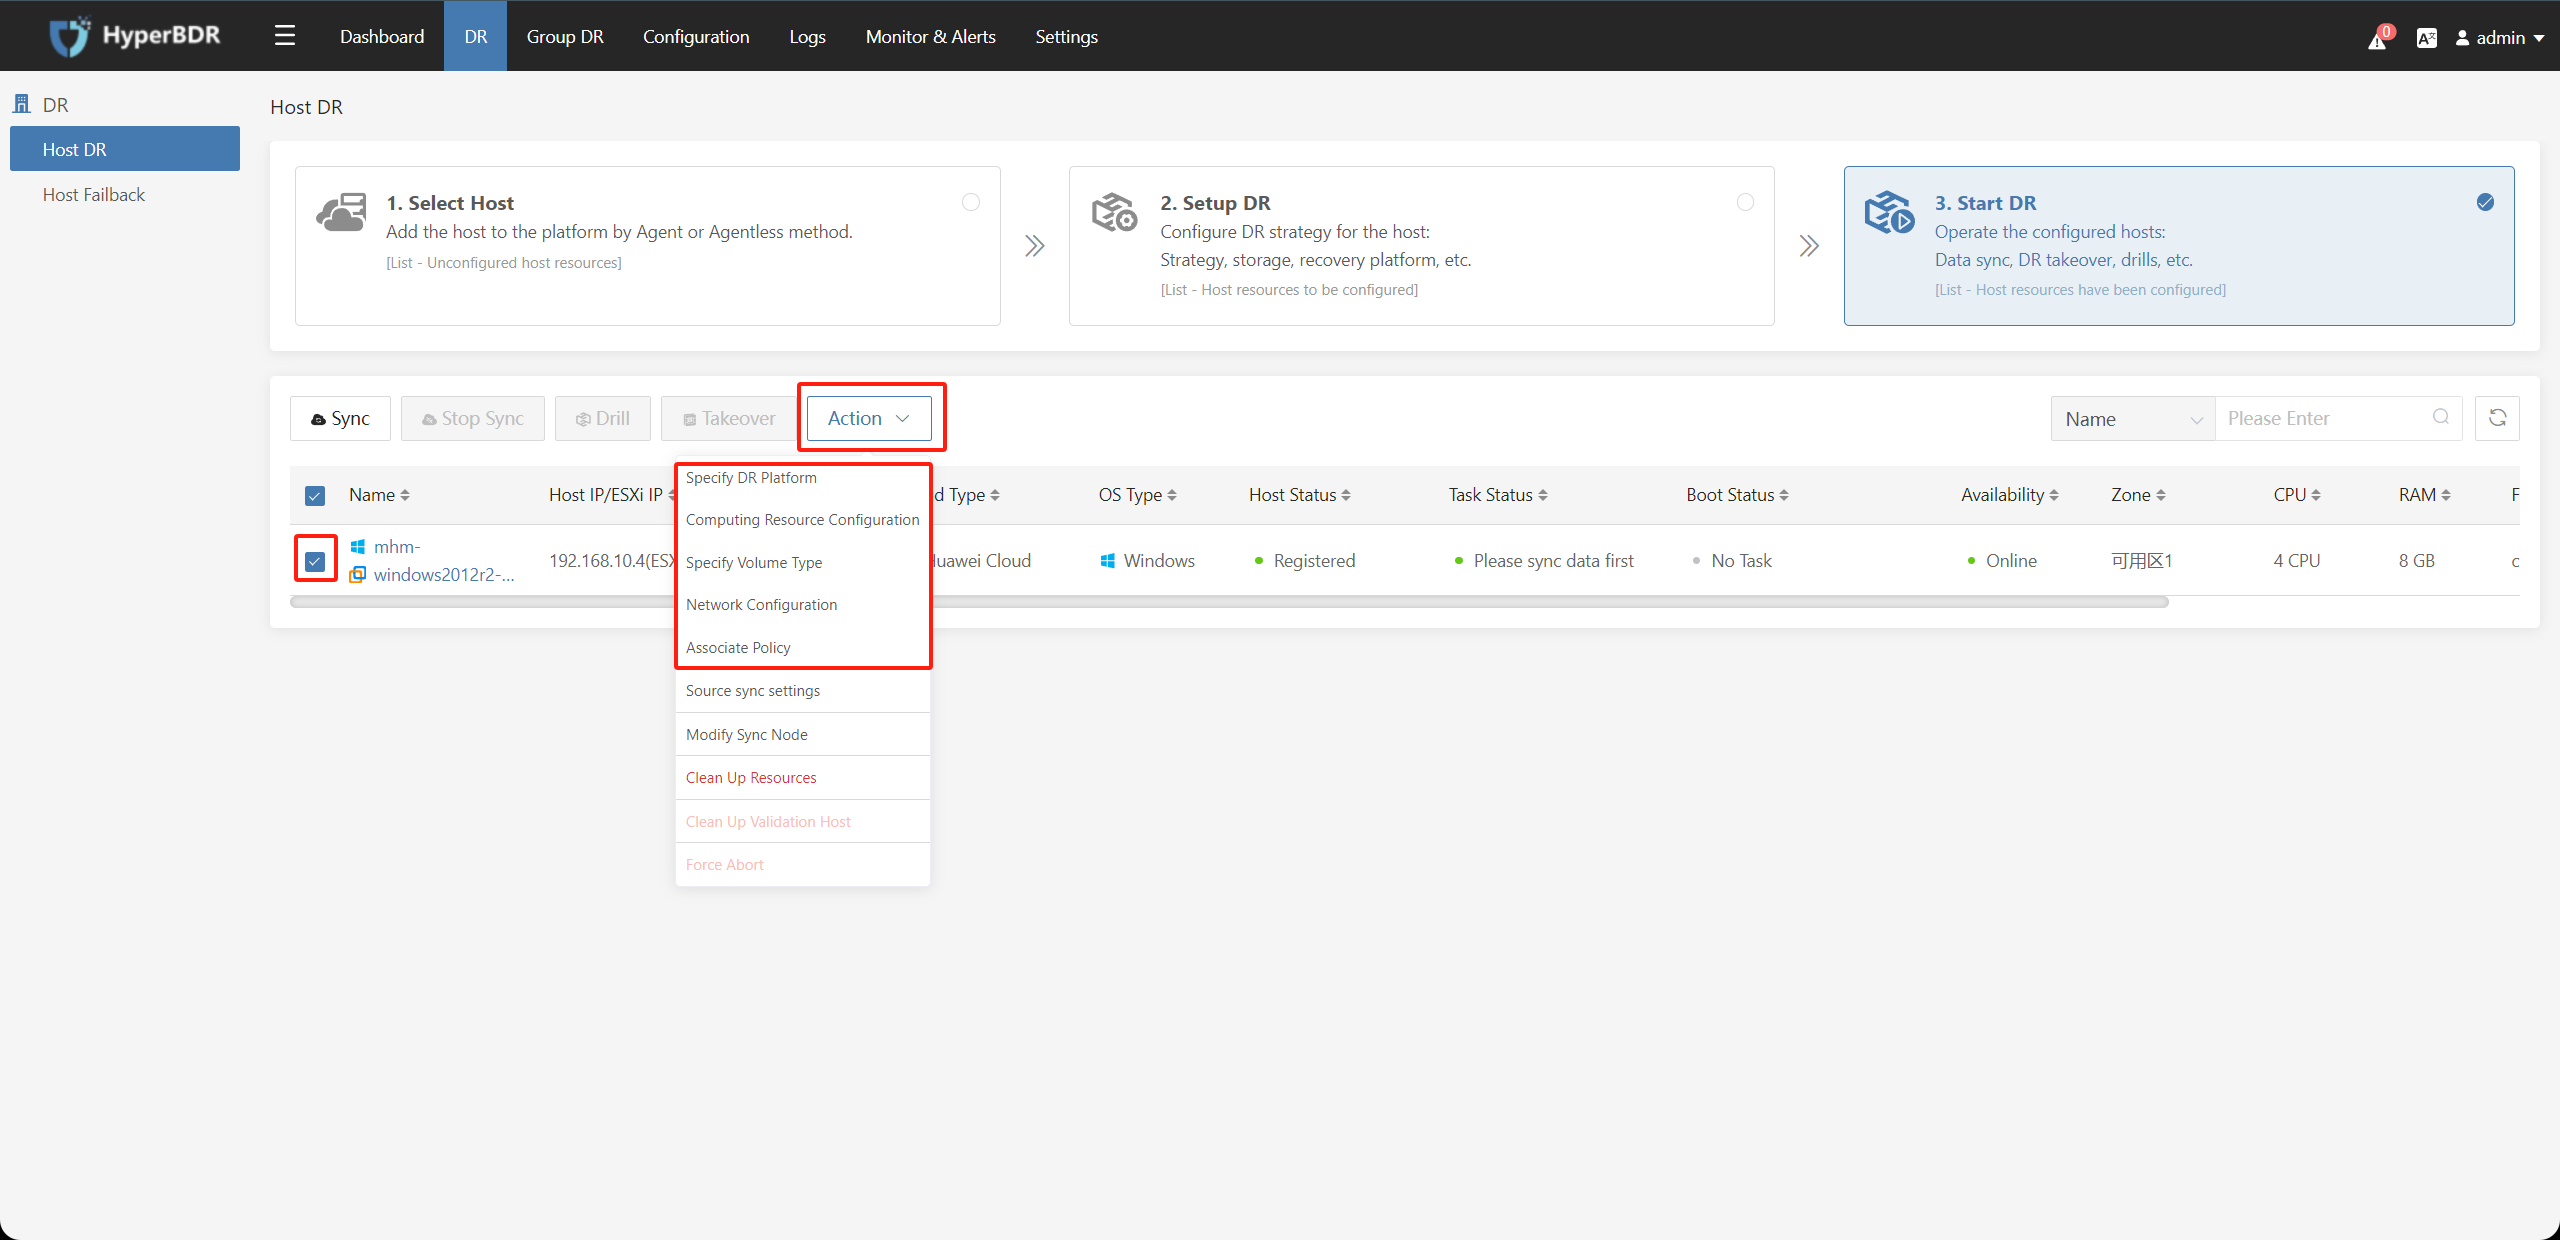 HyperBDR
Dashboard
DR
Group DR
Configuration
Logs
Monitor & Alerts
Settings
0
admin
DR
Host DR
Host Failback
Host DR
1. Select Host
Add the host to the platform by Agent or Agentless method.
[List - Unconfigured host resources]
2. Setup DR
Configure DR strategy for the host:
Strategy, storage, recovery platform, etc.
[List - Host resources to be configured]
3. Start DR
Operate the configured hosts:
Data sync, DR takeover, drills, etc.
[List - Host resources have been configured]
Sync
Stop Sync
Drill
Takeover
Action
Name
Please Enter
Name
Host IP/ESXi IP
d Type
OS Type
Host Status
Task Status
Boot Status
Availability
Zone
CPU
RAM
mhm-
windows2012r2-...
192.168.10.4(ESX
Huawei Cloud
Windows
Registered
Please sync data first
No Task
Online
可用区1
4 CPU
8 GB
Specify DR Platform
Computing Resource Configuration
Specify Volume Type
Network Configuration
Associate Policy
Source sync settings
Modify Sync Node
Clean Up Resources
Clean Up Validation Host
Force Abort